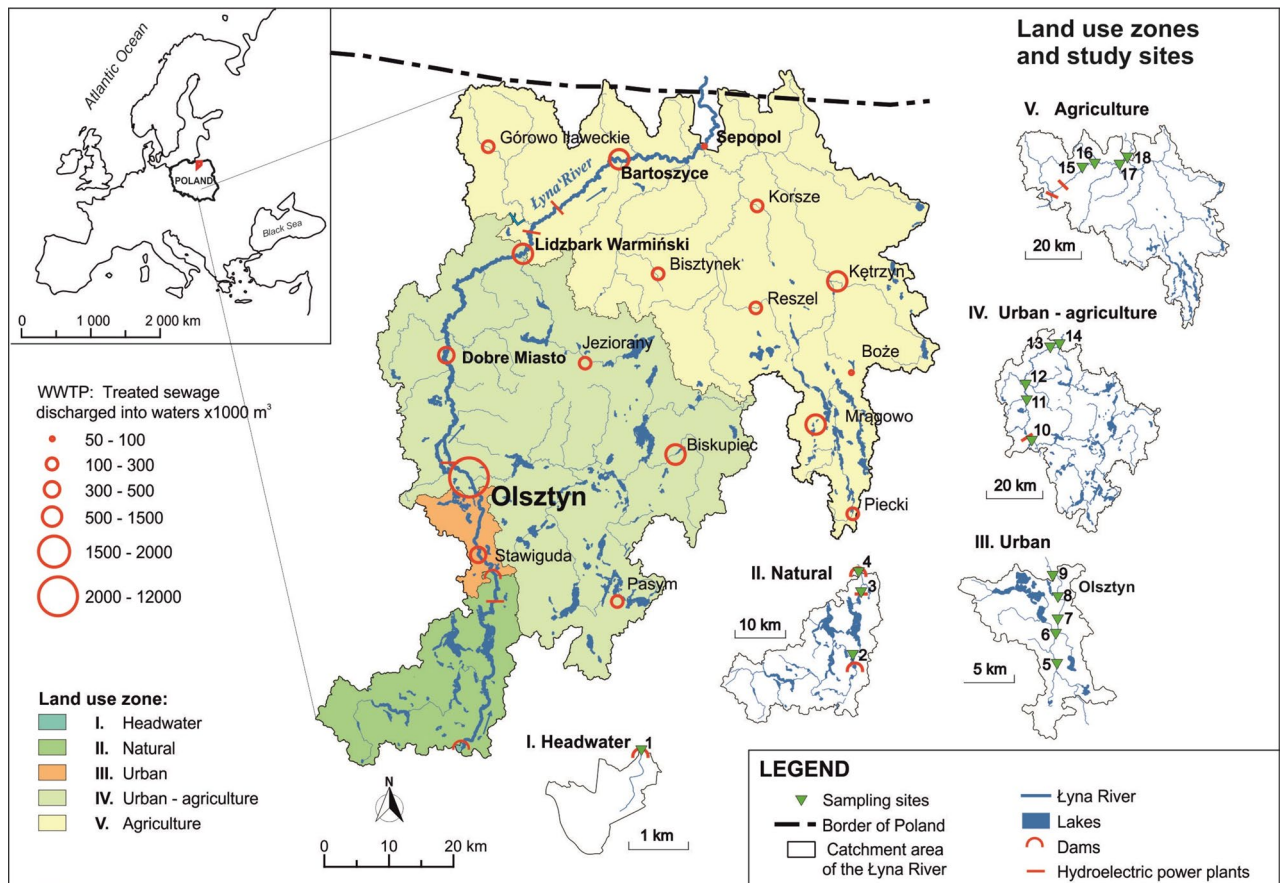 Atlantic Ocean
POLAND
Black Sea
0 1 000 2 000 km
WWTP: Treated sewage
discharged into waters x1000 m³
50 - 100
100 - 300
300 - 500
500 - 1500
1500 - 2000
2000 - 12000
Land use zone:
I. Headwater
II. Natural
III. Urban
IV. Urban - agriculture
V. Agriculture
N
0 10 20 km
Górowo Iławeckie
Sepopol
Bartoszyce
Łyna River
Korsze
Lidzbark Warmiński
Bisztynek
Kętrzyn
Reszel
Jeziorany
Dobre Miasto
Boże
Mrągowo
Biskupiec
Olsztyn
Piecki
Stawiguda
Pasym
Land use zones
and study sites
V. Agriculture
16
18
15
17
20 km
IV. Urban - agriculture
13
14
12
11
10
20 km
III. Urban
9
Olsztyn
8
7
6
5
5 km
II. Natural
4
3
10 km
2
I. Headwater
1
1 km
LEGEND
Sampling sites
Border of Poland
Catchment area
of the Łyna River
Łyna River
Lakes
Dams
Hydroelectric power plants